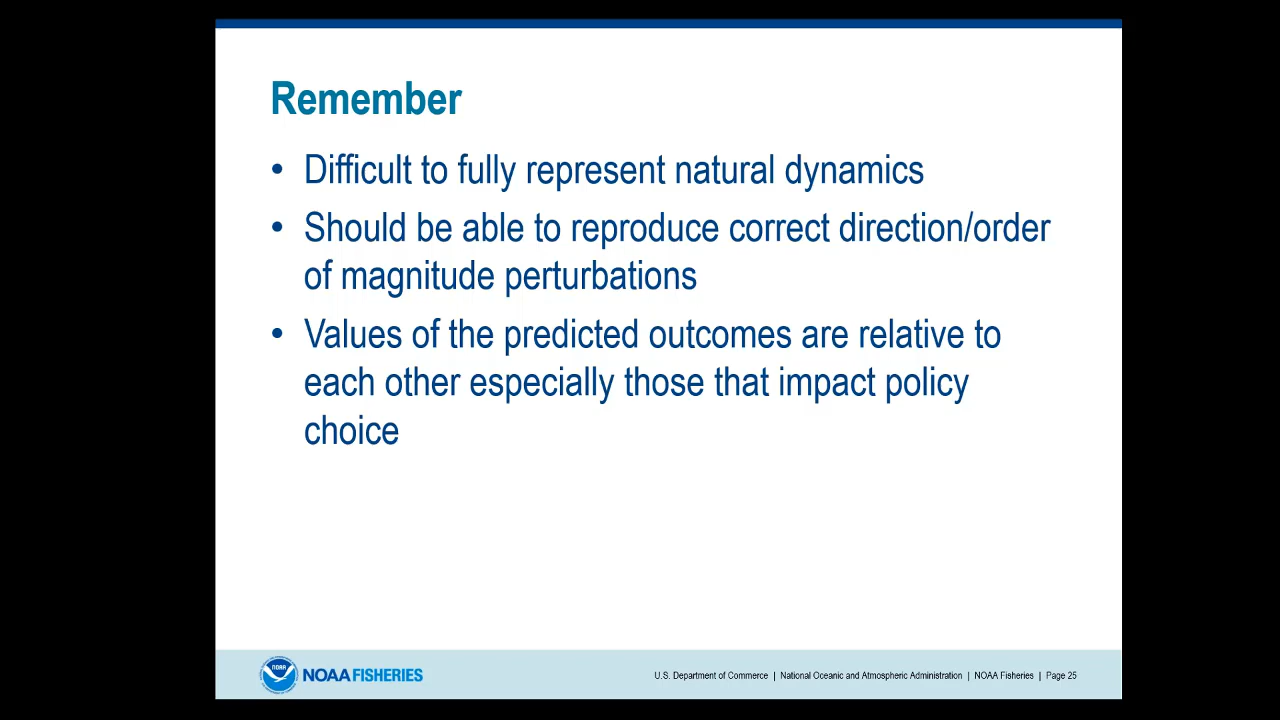 Remember
• Difficult to fully represent natural dynamics
• Should be able to reproduce correct direction/order
of magnitude perturbations
• Values of the predicted outcomes are relative to
each other especially those that impact policy
choice
NOAA
NOAA FISHERIES
U.S. Department of Commerce | National Oceanic and Atmospheric Administration | NOAA Fisheries | Page 25